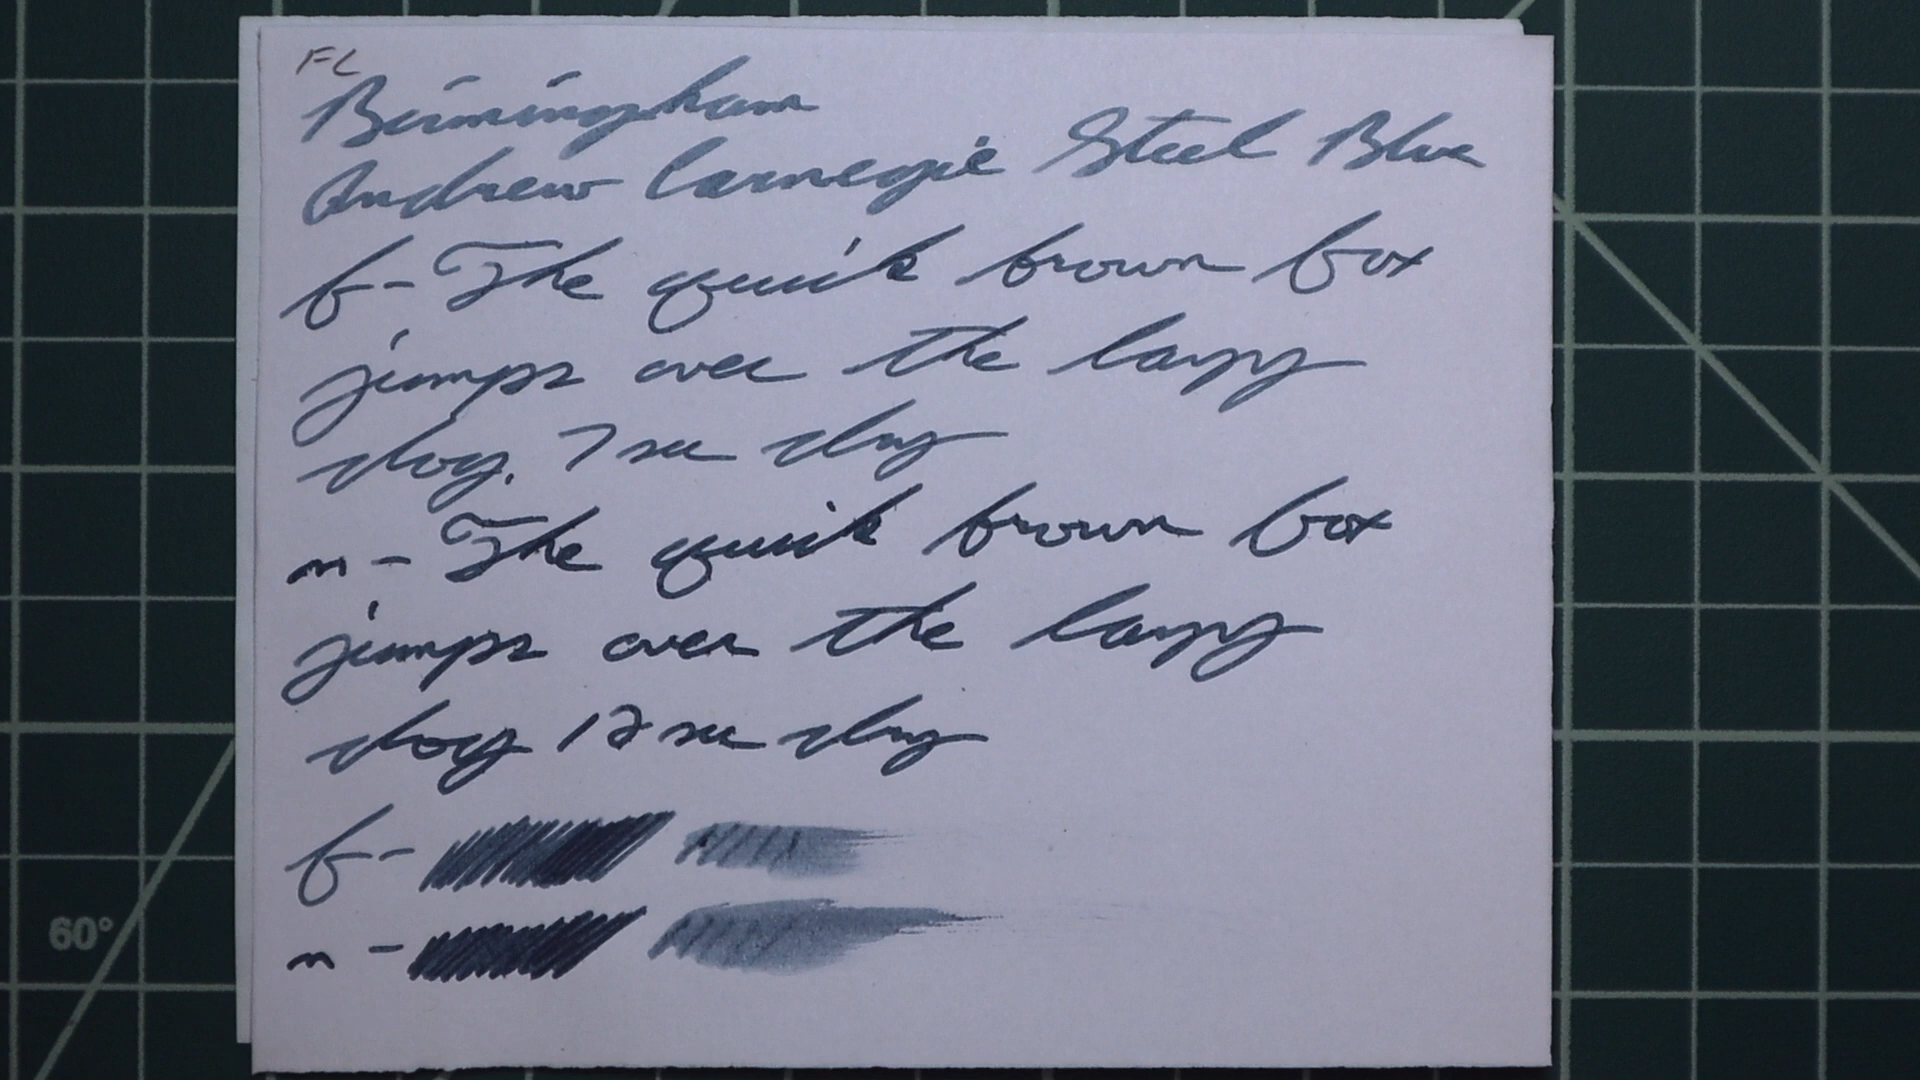 FL
Birmingham
Andrew Carnegie Steel Blue
f - The quick brown fox
jumps over the lazy
dog. 7 sec dry
m - The quick brown fox
jumps over the lazy
dog 12 sec dry
f -
m -
60°